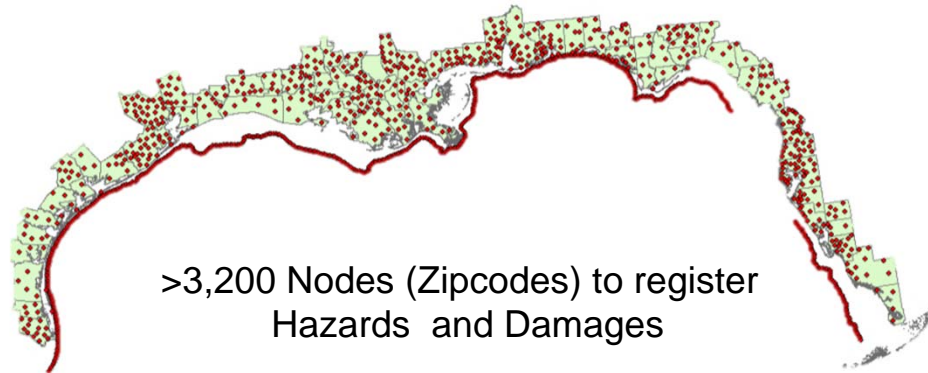 >3,200 Nodes (Zipcodes) to register
Hazards  and Damages